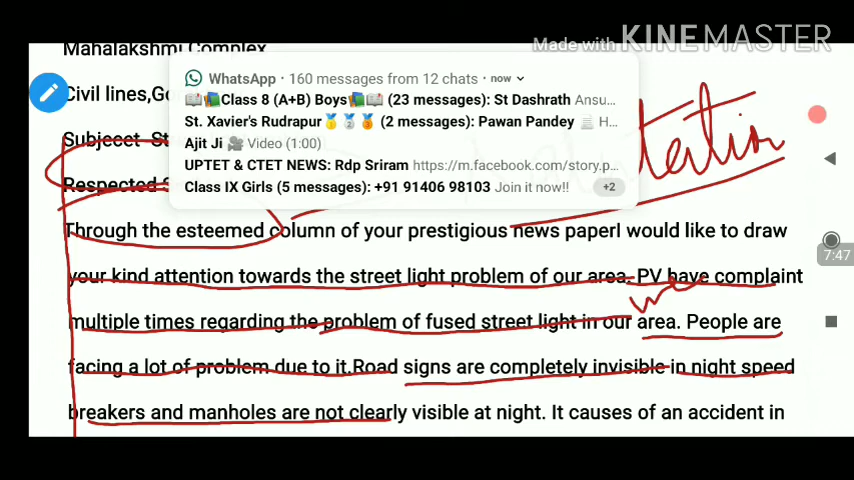 Made with KINEMASTER
Mahalakshmi Complex
Civil lines,Go
WhatsApp • 160 messages from 12 chats • now
📖📚Class 8 (A+B) Boys📚📖 (23 messages): St Dashrath Ansu...
St. Xavier's Rudrapur🥇🥈🥉 (2 messages): Pawan Pandey 📃 H...
Ajit Ji 🎥 Video (1:00)
UPTET & CTET NEWS: Rdp Sriram https://m.facebook.com/story.p...
Class IX Girls (5 messages): +91 91406 98103 Join it now!! +2
Subjecet St
Respected
Through the esteemed column of your prestigious news paperI would like to draw
your kind attention towards the street light problem of our area. PV have complaint
multiple times regarding the problem of fused street light in our area. People are
facing a lot of problem due to it.Road signs are completely invisible in night speed
breakers and manholes are not clearly visible at night. It causes of an accident in
7:47